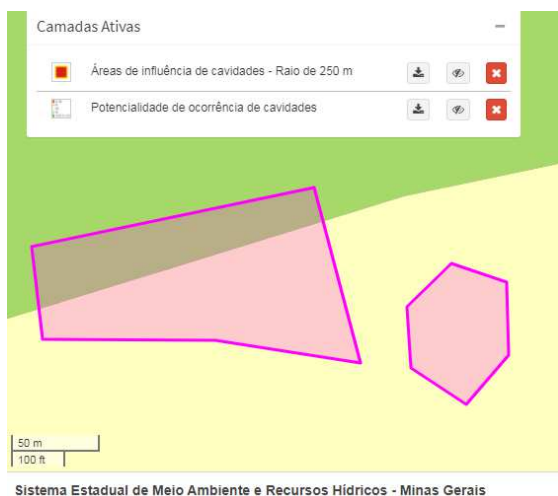 Camadas Ativas
Áreas de influência de cavidades - Raio de 250 m
Potencialidade de ocorrência de cavidades
50 m
100 ft
Sistema Estadual de Meio Ambiente e Recursos Hídricos - Minas Gerais